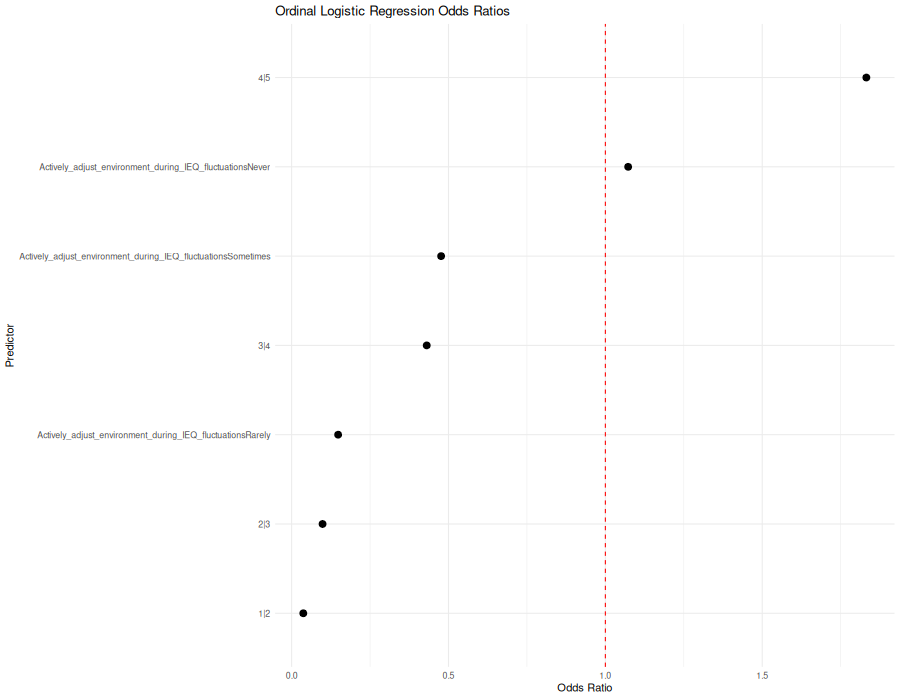 Ordinal Logistic Regression Odds Ratios
4|5
Actively_adjust_environment_during_IEQ_fluctuationsNever
Actively_adjust_environment_during_IEQ_fluctuationsSometimes
Predictor
3|4
Actively_adjust_environment_during_IEQ_fluctuationsRarely
2|3
1|2
0.0 0.5 1.0 1.5
Odds Ratio